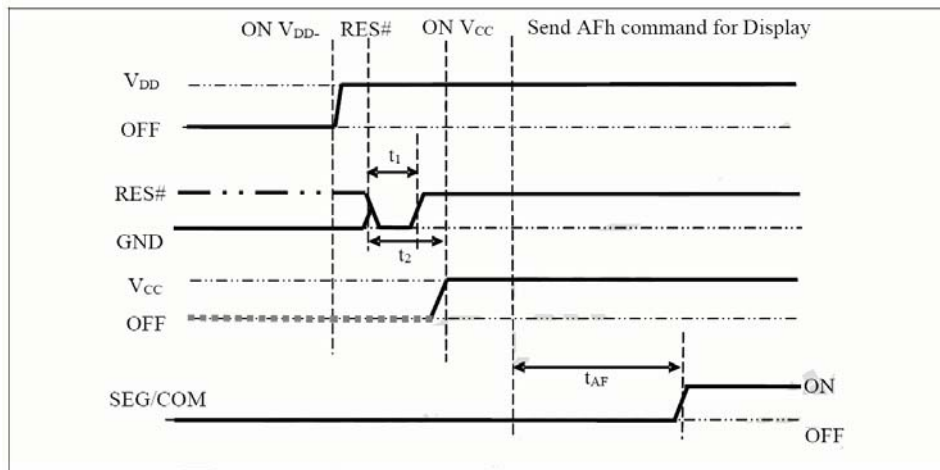 ON VDD- RES# ON VCC Send AFh command for Display
VDD
OFF
t1
RES#
GND
t2
VCC
OFF
tAF
ON
SEG/COM
OFF